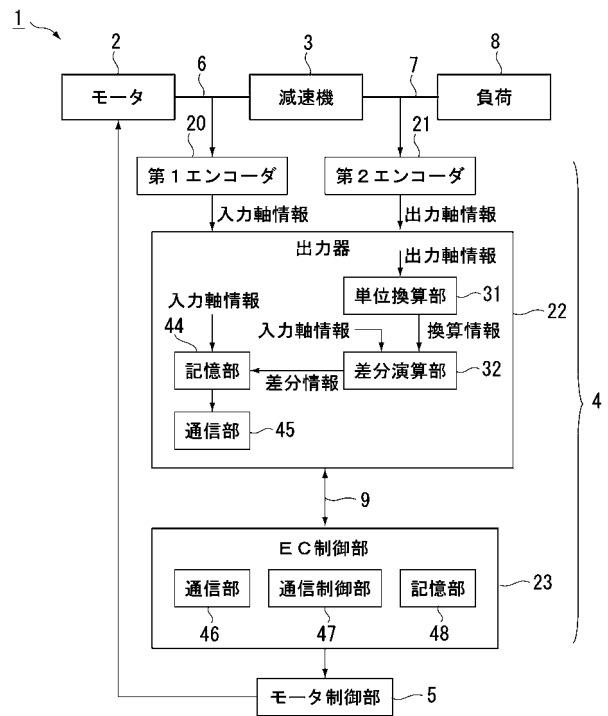 1
2
6
3
7
8
モータ
減速機
負荷
20
21
第1エンコーダ
第2エンコーダ
入力軸情報
出力軸情報
出力器
出力軸情報
入力軸情報
単位換算部
31
22
44
入力軸情報
換算情報
記憶部
差分情報
差分演算部
32
4
通信部
45
9
EC制御部
通信部
通信制御部
記憶部
23
46
47
48
モータ制御部
5